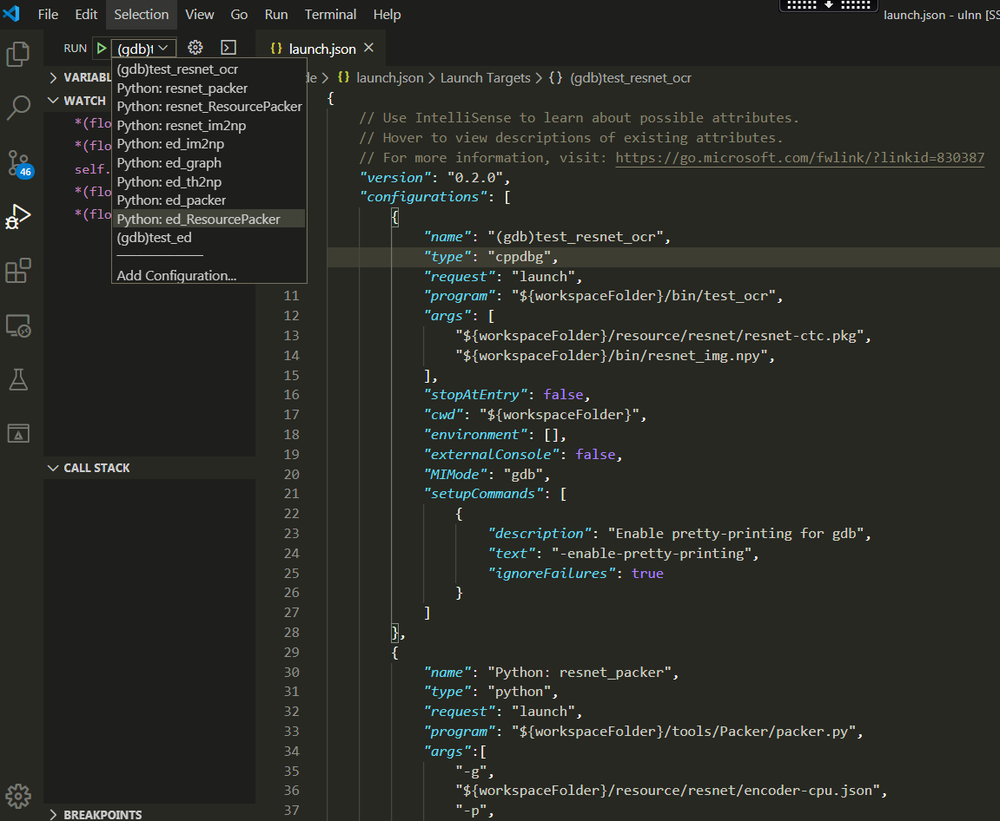 File Edit Selection View Go Run Terminal Help
launch.json - ulnn [SS
RUN (gdb)t
{} launch.json ×
(gdb)test_resnet_ocr
Python: resnet_packer
Python: resnet_ResourcePacker
Python: resnet_im2np
Python: ed_im2np
Python: ed_graph
Python: ed_th2np
Python: ed_packer
Python: ed_ResourcePacker
(gdb)test_ed
Add Configuration...
VARIABL
WATCH
*(flo
*(flo
self.
*(flo
*(flo
46
CALL STACK
BREAKPOINTS
de > {} launch.json > Launch Targets > {} (gdb)test_resnet_ocr
{
// Use IntelliSense to learn about possible attributes.
// Hover to view descriptions of existing attributes.
// For more information, visit: https://go.microsoft.com/fwlink/?linkid=830387
"version": "0.2.0",
"configurations": [
{
"name": "(gdb)test_resnet_ocr",
"type": "cppdbg",
"request": "launch",
11 "program": "${workspaceFolder}/bin/test_ocr",
12 "args": [
13 "${workspaceFolder}/resource/resnet/resnet-ctc.pkg",
14 "${workspaceFolder}/bin/resnet_img.npy",
15 ],
16 "stopAtEntry": false,
17 "cwd": "${workspaceFolder}",
18 "environment": [],
19 "externalConsole": false,
20 "MIMode": "gdb",
21 "setupCommands": [
22 {
23 "description": "Enable pretty-printing for gdb",
24 "text": "-enable-pretty-printing",
25 "ignoreFailures": true
26 }
27 ]
28 },
29 {
30 "name": "Python: resnet_packer",
31 "type": "python",
32 "request": "launch",
33 "program": "${workspaceFolder}/tools/Packer/packer.py",
34 "args":[
35 "-g",
36 "${workspaceFolder}/resource/resnet/encoder-cpu.json",
37 "-p",